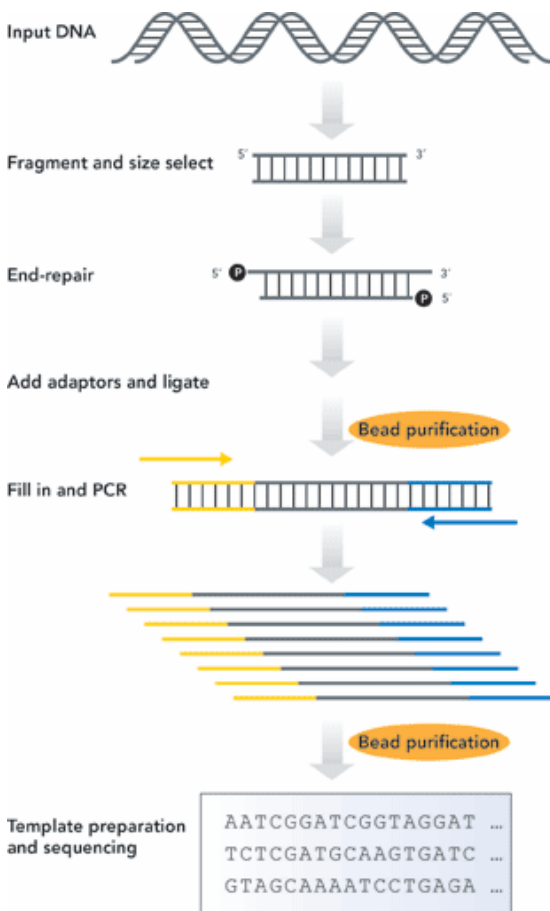 Input DNA
Fragment and size select
5´ 3´
End-repair
5´ P 3´
P 5´
Add adaptors and ligate
Bead purification
Fill in and PCR
Bead purification
Template preparation
and sequencing
AATCGGATCGGTAGGAT ...
TCTCGATGCAAGTGATC ...
GTAGCAAAATCCTGAGA ...